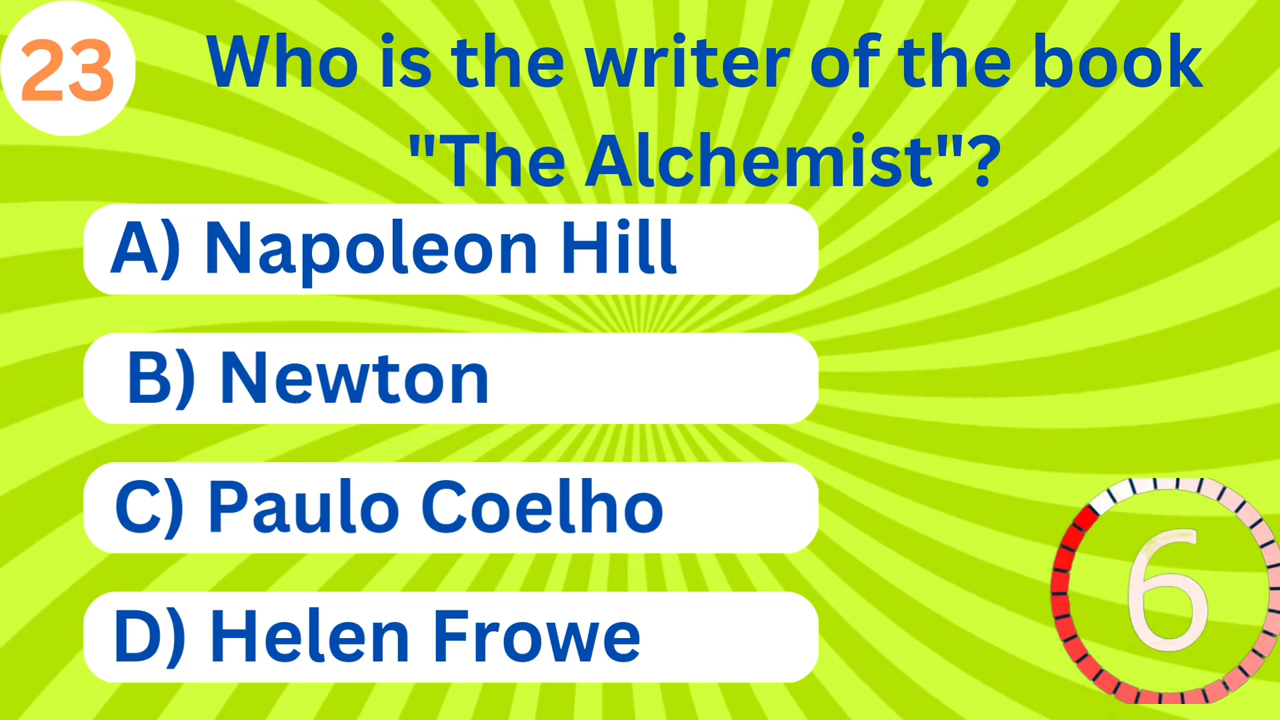 23
Who is the writer of the book
"The Alchemist"?
A) Napoleon Hill
B) Newton
C) Paulo Coelho
D) Helen Frowe
6